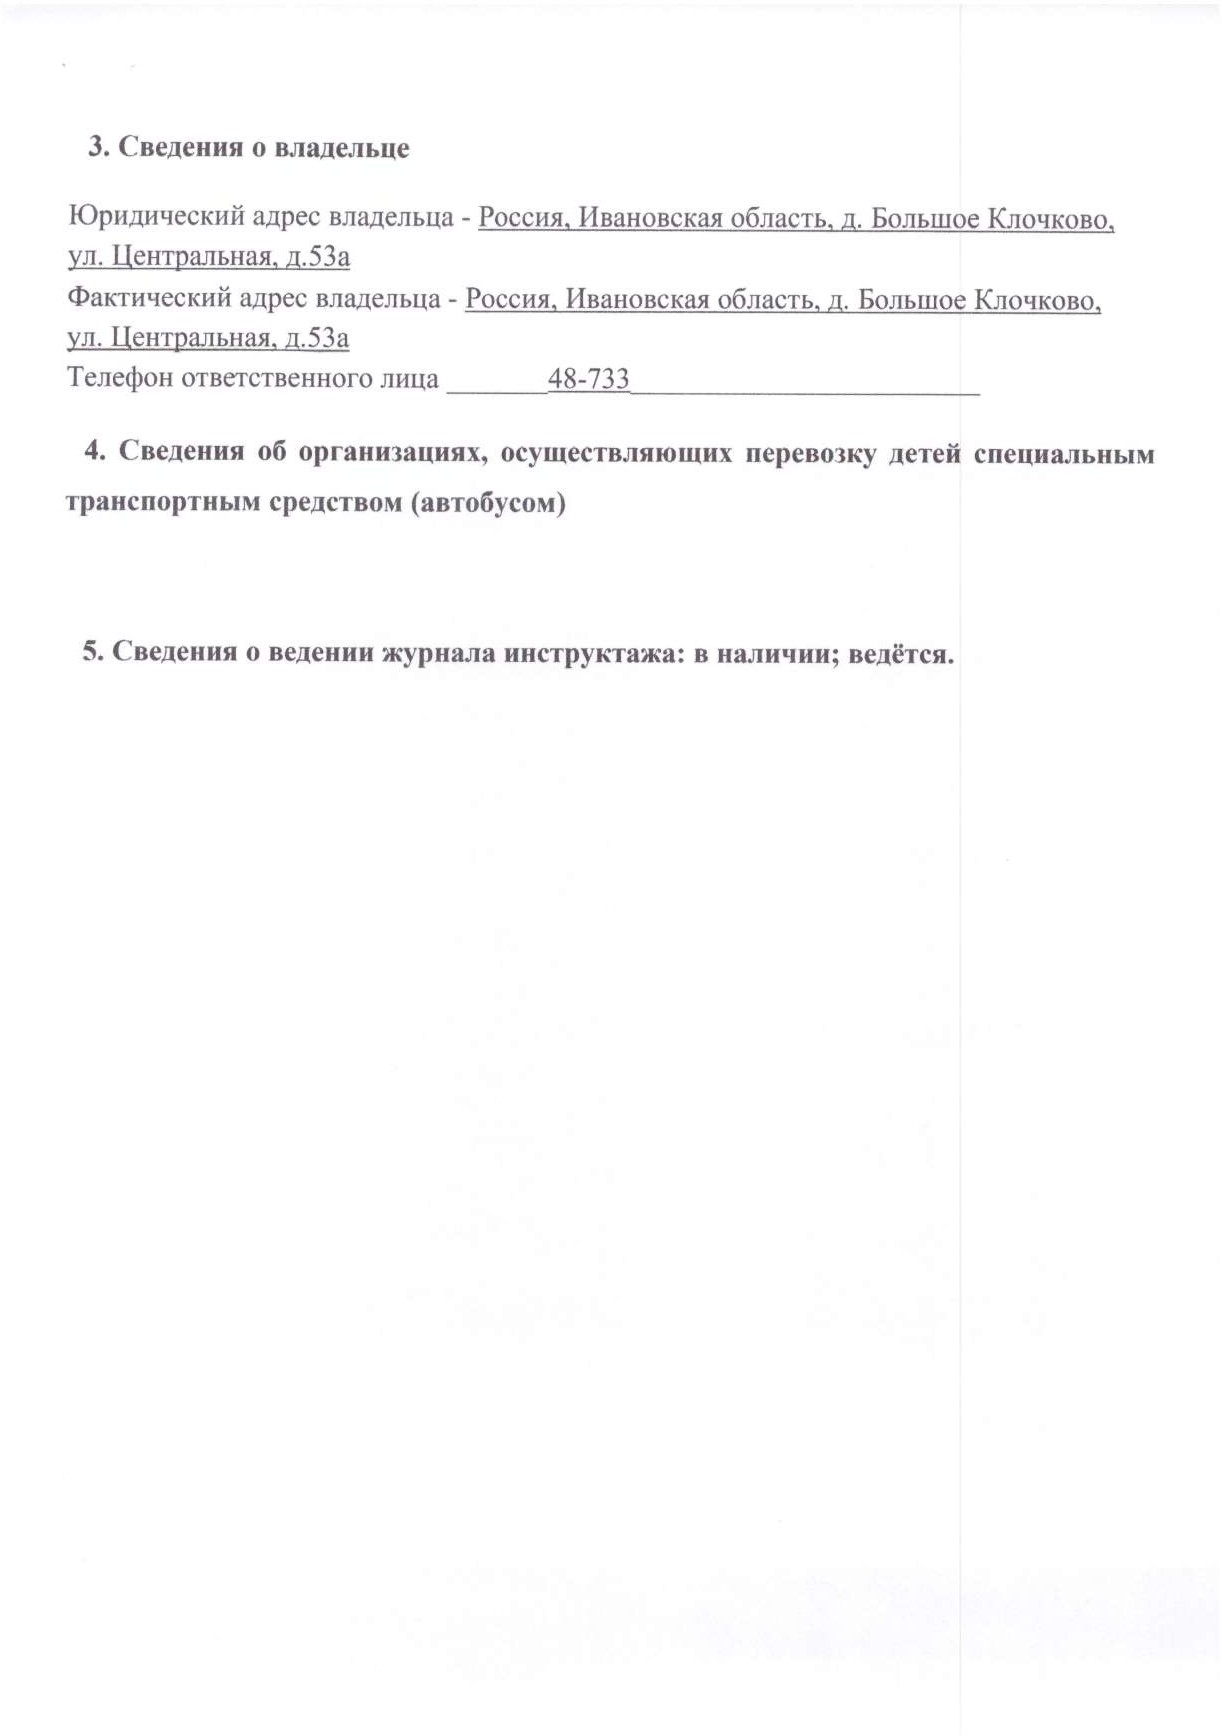 3. Сведения о владельце
Юридический адрес владельца - Россия, Ивановская область, д. Большое Клочково,
ул. Центральная, д.53а
Фактический адрес владельца - Россия, Ивановская область, д. Большое Клочково,
ул. Центральная, д.53а
Телефон ответственного лица _______48-733________________________
4. Сведения об организациях, осуществляющих перевозку детей специальным
транспортным средством (автобусом)
5. Сведения о ведении журнала инструктажа: в наличии; ведётся.